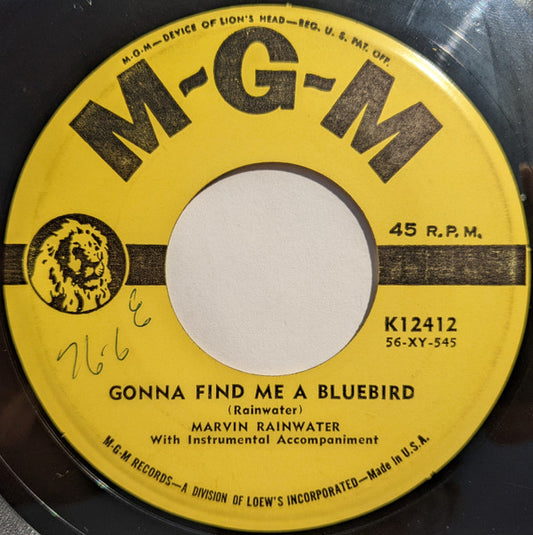 M-G-M—DEVICE OF LION'S HEAD—REG. U. S. PAT. OFF.
M-G-M
45 R.P.M.
K12412
56-XY-545
GONNA FIND ME A BLUEBIRD
(Rainwater)
MARVIN RAINWATER
With Instrumental Accompaniment
M-G-M RECORDS—A DIVISION OF LOEW'S INCORPORATED—Made in U.S.A.